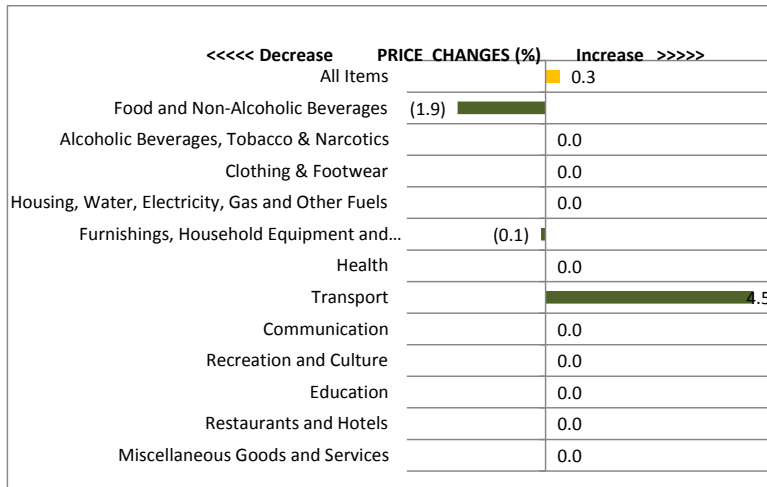 <<<<< Decrease PRICE CHANGES (%) Increase >>>>>
All Items 0.3
Food and Non-Alcoholic Beverages (1.9)
Alcoholic Beverages, Tobacco & Narcotics 0.0
Clothing & Footwear 0.0
Housing, Water, Electricity, Gas and Other Fuels 0.0
Furnishings, Household Equipment and... (0.1)
Health 0.0
Transport 4.5
Communication 0.0
Recreation and Culture 0.0
Education 0.0
Restaurants and Hotels 0.0
Miscellaneous Goods and Services 0.0